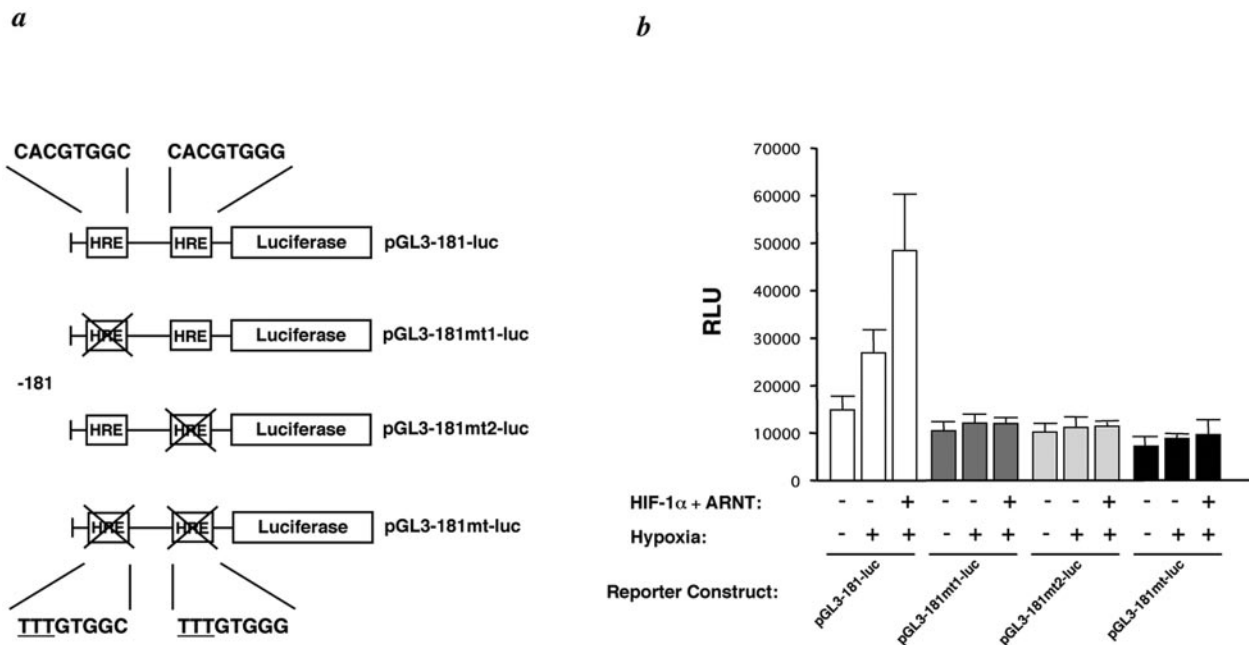 a
CACGTGGC CACGTGGG
HRE HRE Luciferase pGL3-181-luc
HRE HRE Luciferase pGL3-181mt1-luc
-181
HRE HRE Luciferase pGL3-181mt2-luc
HRE HRE Luciferase pGL3-181mt-luc
TTTGTGGC TTTGTGGG
b
RLU
70000
60000
50000
40000
30000
20000
10000
0
HIF-1α + ARNT: - - + - - + - - + - - +
Hypoxia: - + + - + + - + + - + +
Reporter Construct: pGL3-181-luc pGL3-181mt1-luc pGL3-181mt2-luc pGL3-181mt-luc